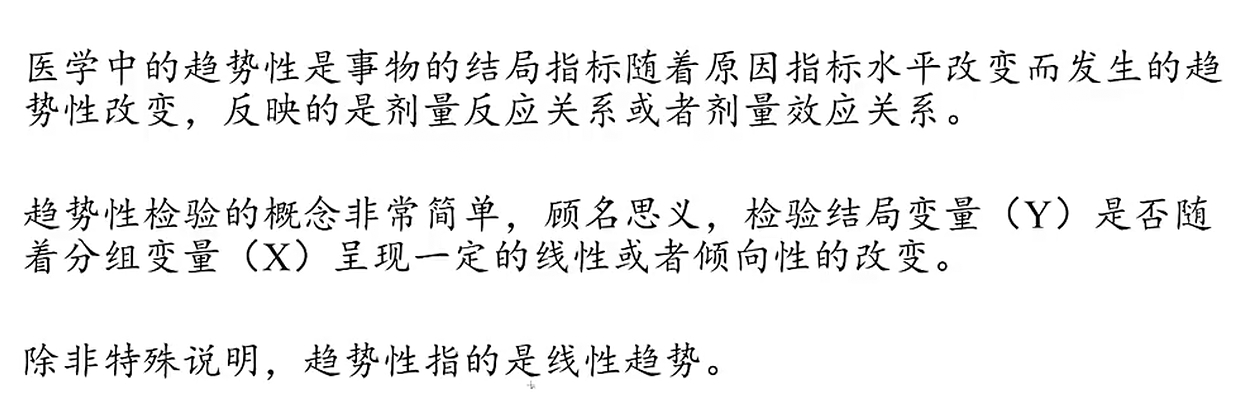 医学中的趋势性是事物的结局指标随着原因指标水平改变而发生的趋
势性改变，反映的是剂量反应关系或者剂量效应关系。
趋势性检验的概念非常简单，顾名思义，检验结局变量（Y）是否随
着分组变量（X）呈现一定的线性或者倾向性的改变。
除非特殊说明，趋势性指的是线性趋势。